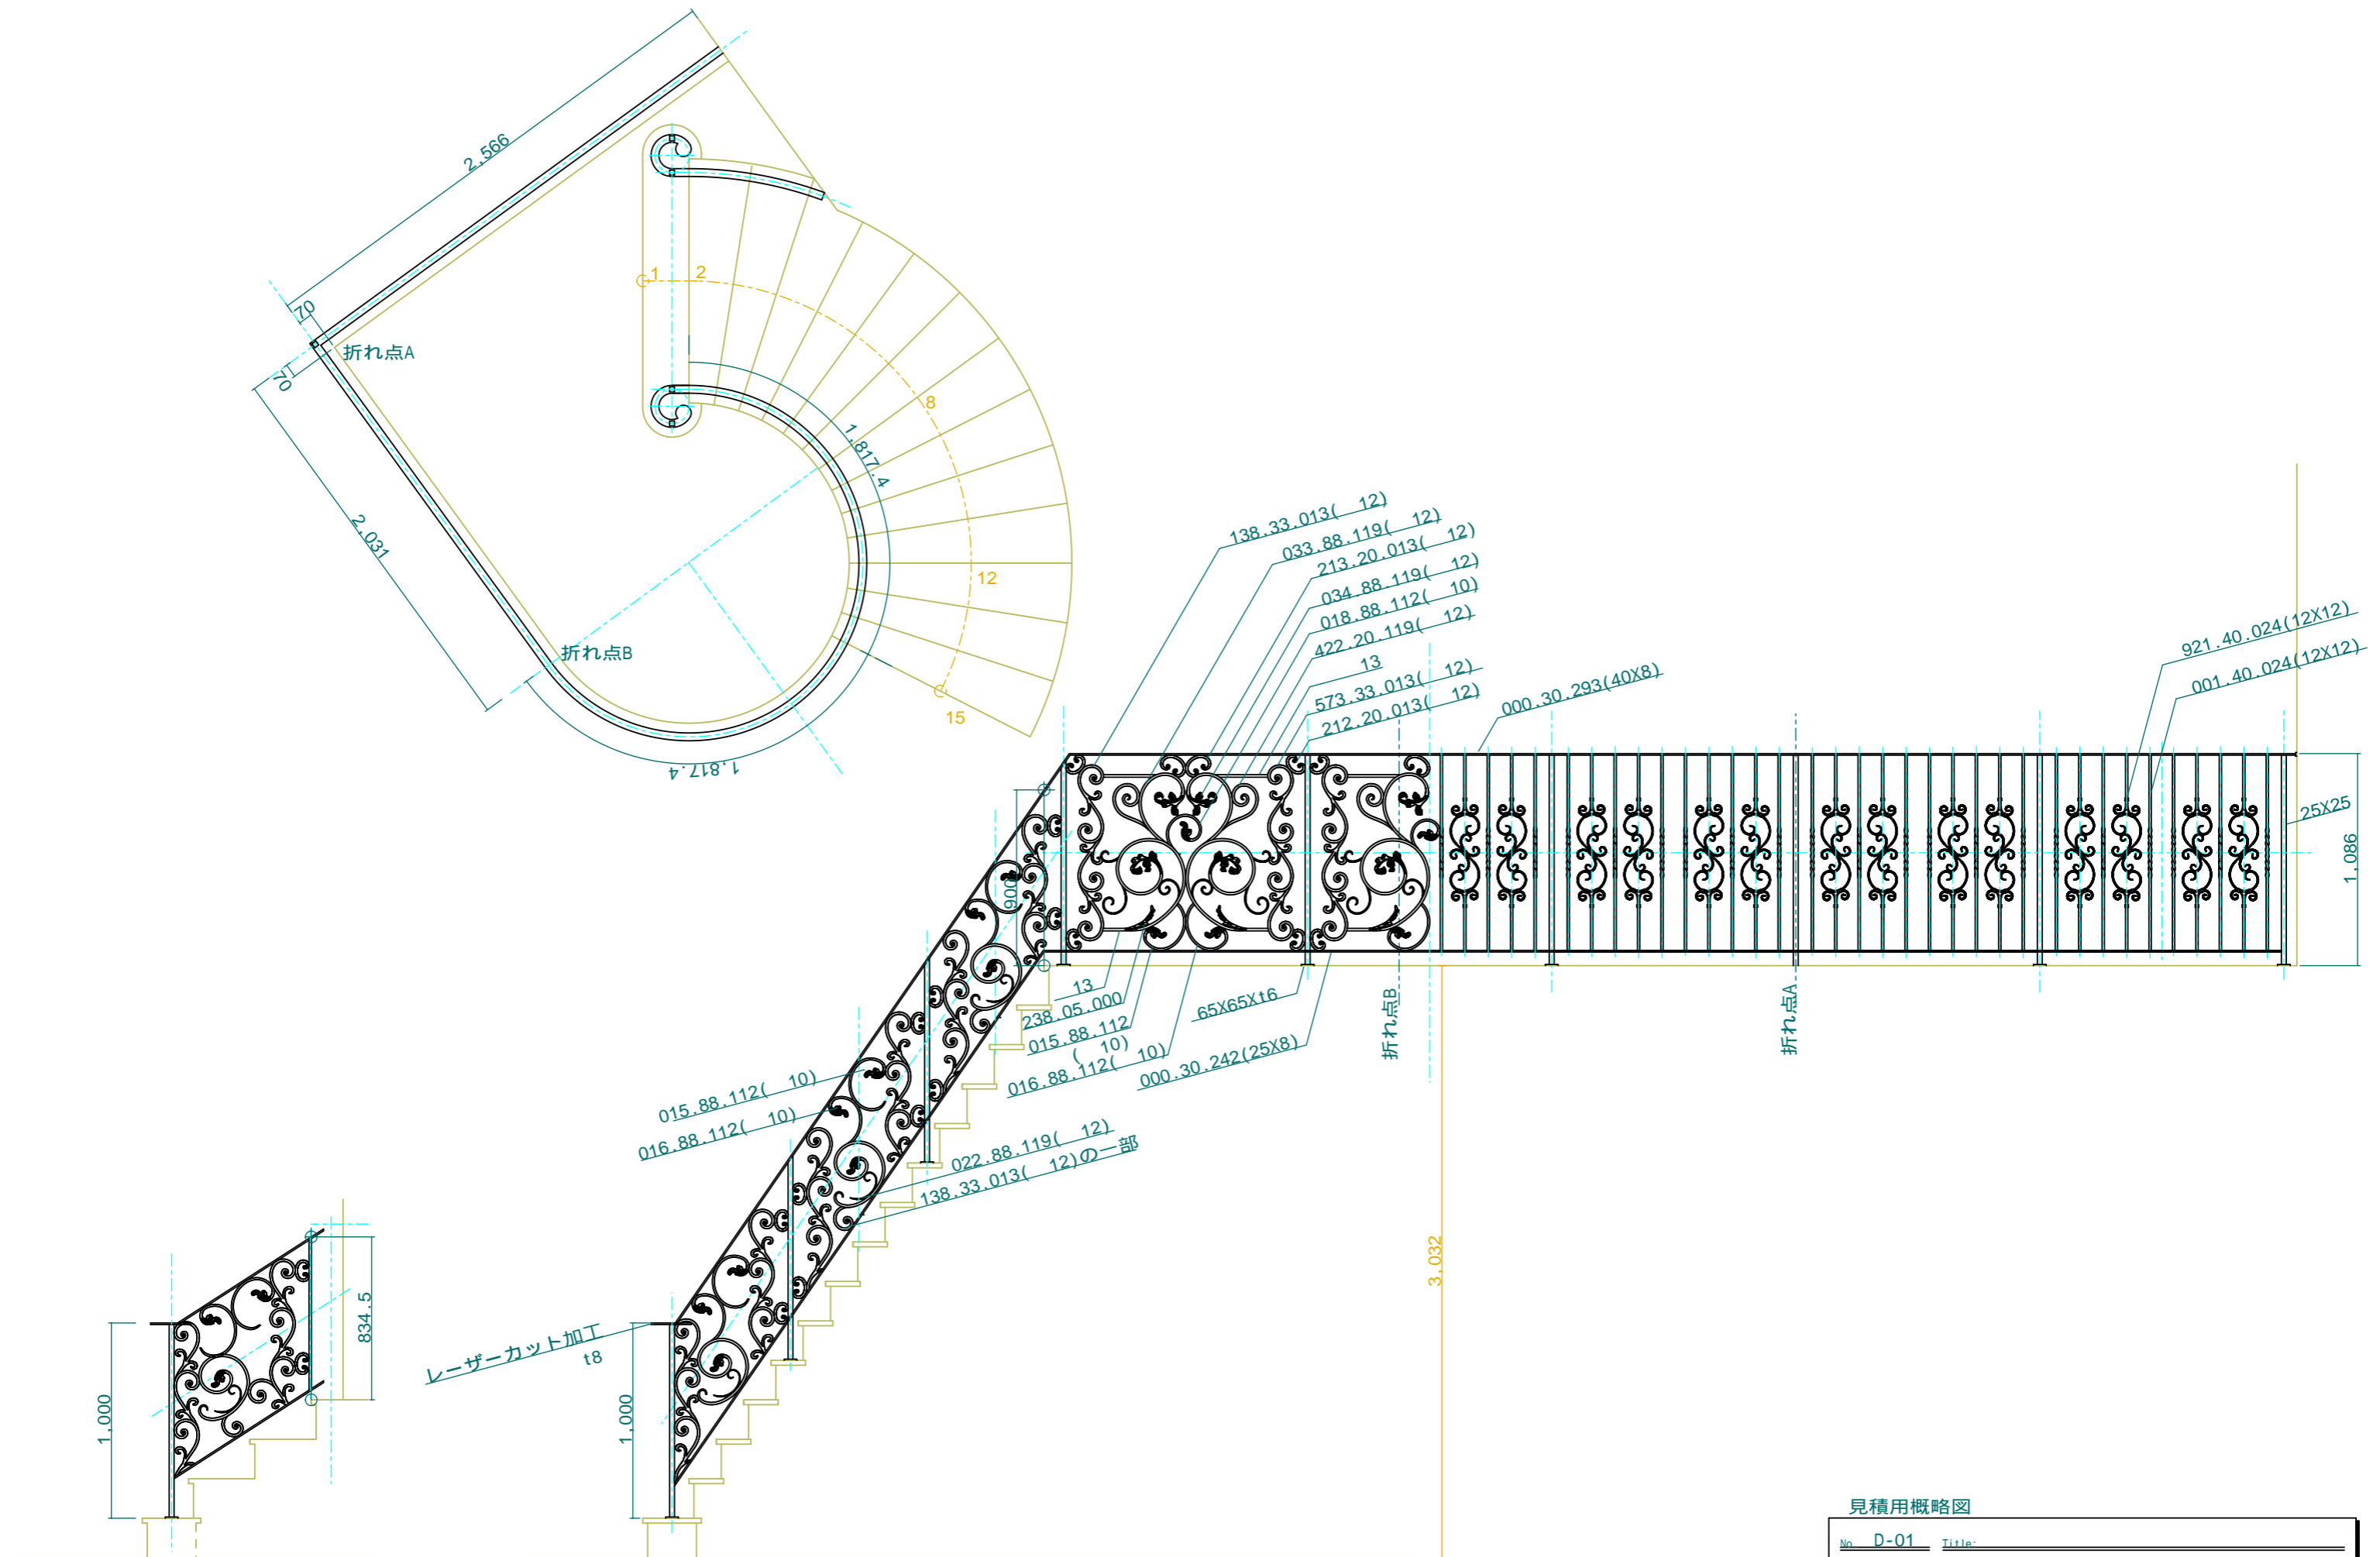 2,566
70
折れ点A
70
2,031
折れ点B
1
2
8
12
15
1,817.4
1,817.4
138.33.013(  12)
033.88.119(  12)
213.20.013(  12)
034.88.119(  12)
018.88.112(  10)
422.20.119(  12)
13
573.33.013(  12)
212.20.013(  12)
000.30.293(40X8)
921.40.024(12X12)
001.40.024(12X12)
25X25
1,086
900
13
238.05.000
015.88.112
(  10)
016.88.112(  10)
65X65Xt6
000.30.242(25X8)
折れ点B
折れ点A
015.88.112(  10)
016.88.112(  10)
022.88.119(  12)
138.33.013(  12)の一部
3,032
834.5
1,000
レーザーカット加工
t8
1,000
見積用概略図
No. D-01 Title: